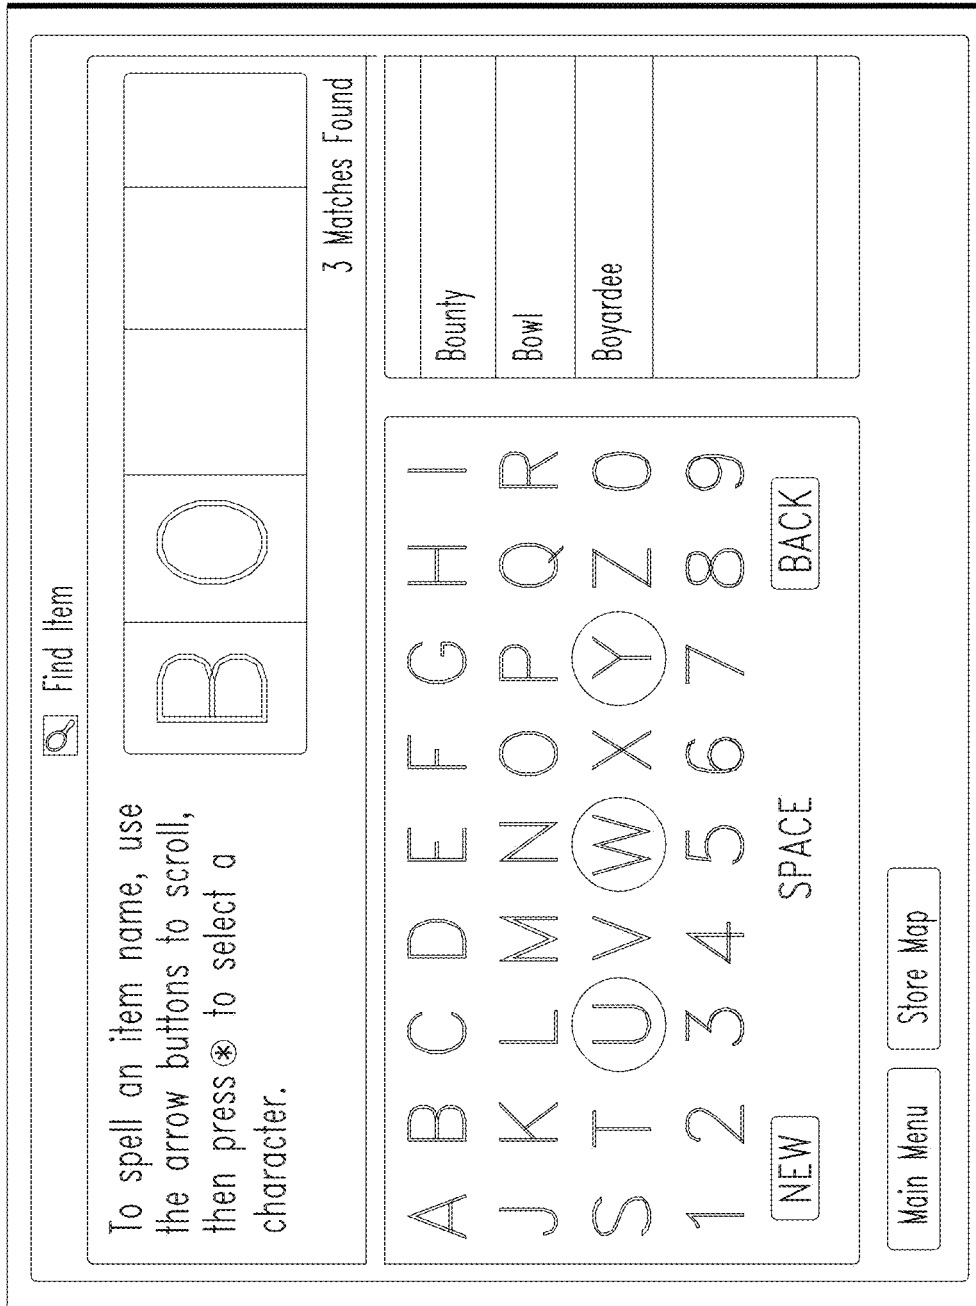 Find Item
To spell an item name, use
the arrow buttons to scroll,
then press ⊛ to select a
character.
B O
3 Matches Found
A B C D E F G H I
J K L M N O P Q R
S T U V W X Y Z 0
1 2 3 4 5 6 7 8 9
NEW SPACE BACK
Bounty
Bowl
Boyardee
Main Menu Store Map